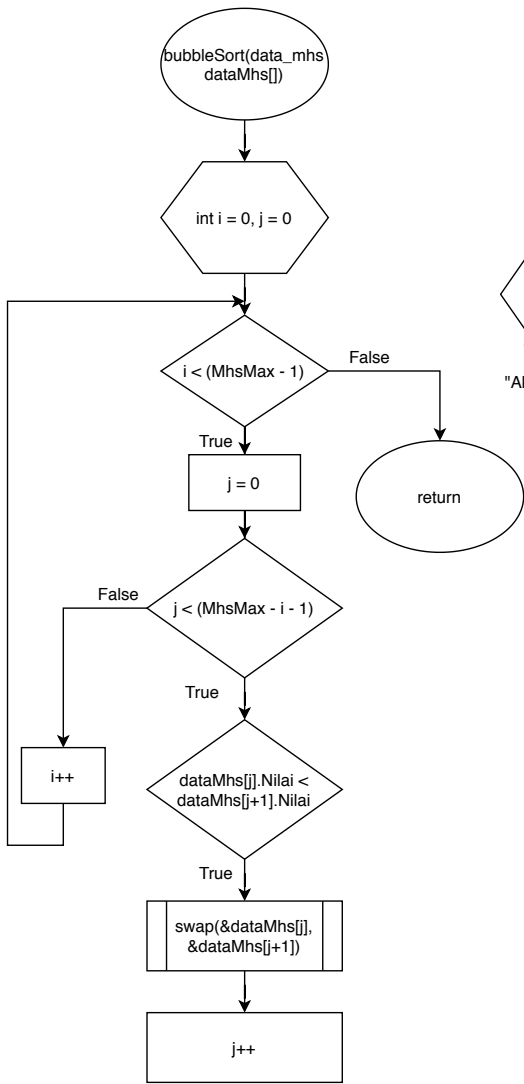 bubbleSort(data_mhs
dataMhs[])
int i = 0, j = 0
i < (MhsMax - 1)
False
True
j = 0
return
j < (MhsMax - i - 1)
False
True
i++
dataMhs[j].Nilai <
dataMhs[j+1].Nilai
True
swap(&dataMhs[j],
&dataMhs[j+1])
j++